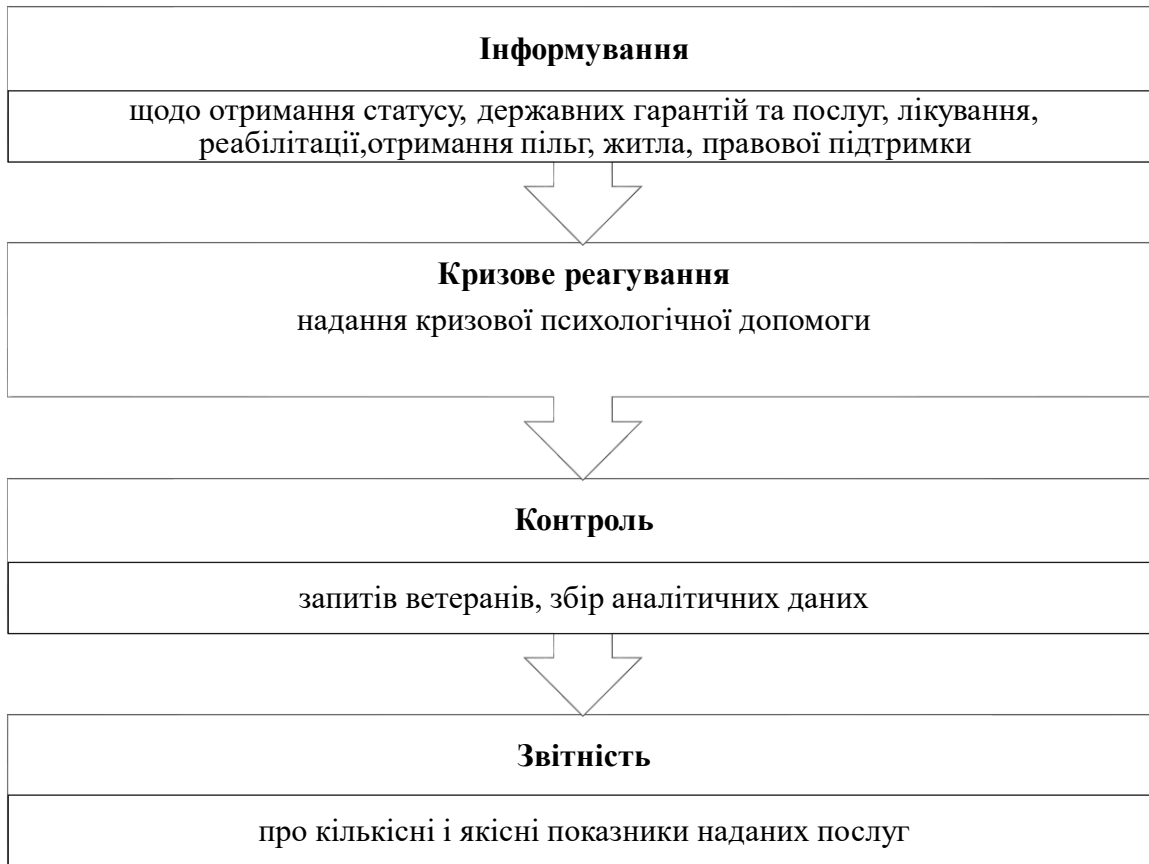 Інформування
щодо отримання статусу, державних гарантій та послуг, лікування,
реабілітації,отримання пільг, житла, правової підтримки
Кризове реагування
надання кризової психологічної допомоги
Контроль
запитів ветеранів, збір аналітичних даних
Звітність
про кількісні і якісні показники наданих послуг